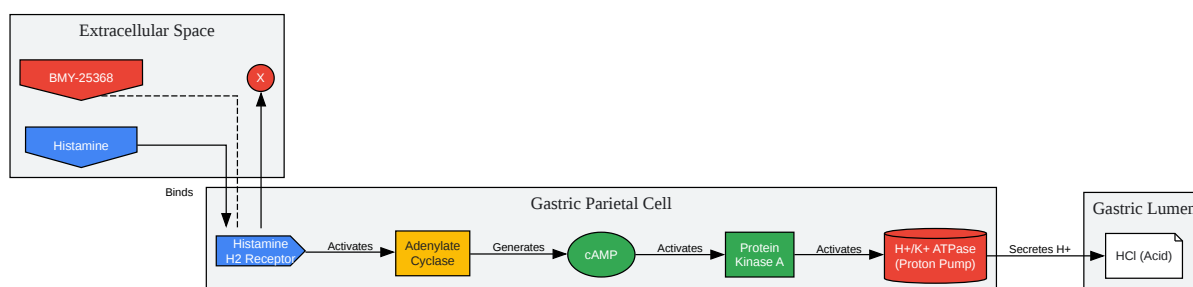 Extracellular Space
BMY-25368
X
Histamine
Binds
Gastric Parietal Cell
Histamine
H2 Receptor
Activates
Adenylate
Cyclase
Generates
cAMP
Activates
Protein
Kinase A
Activates
H+/K+ ATPase
(Proton Pump)
Secretes H+
Gastric Lumen
HCl (Acid)